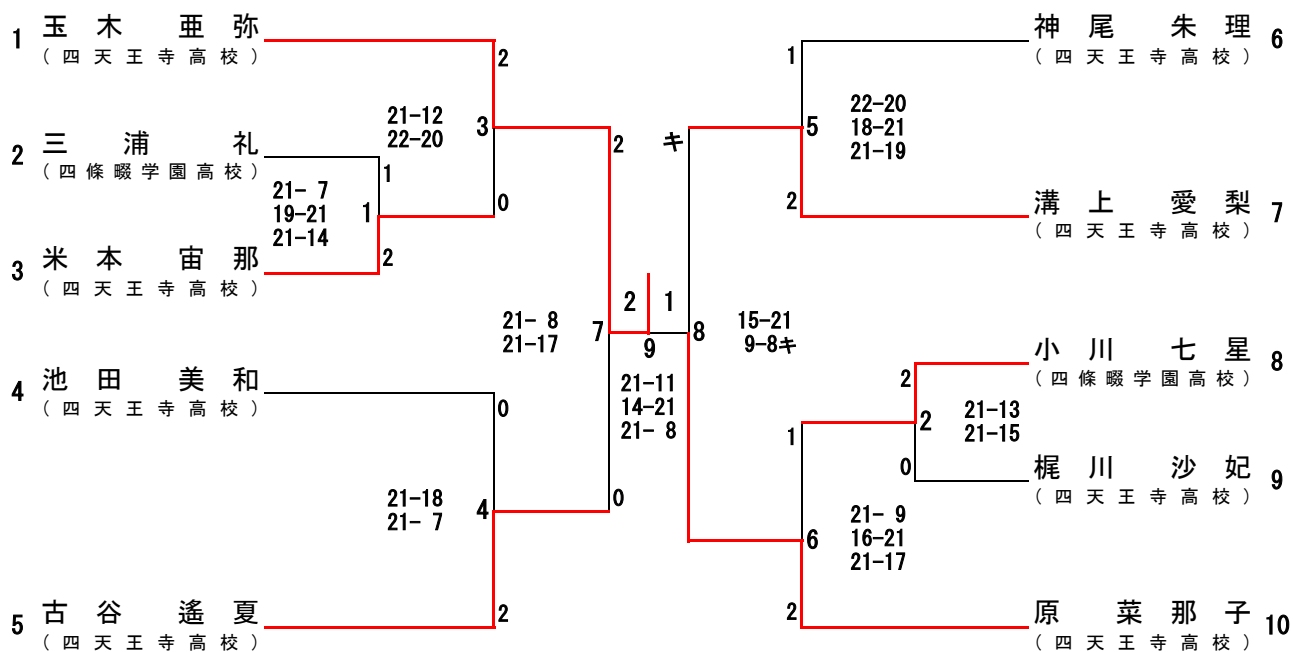 1 玉木 亜弥
(四天王寺高校)
2 三浦 礼
(四條畷学園高校)
3 米本 宙那
(四天王寺高校)
4 池田 美和
(四天王寺高校)
5 古谷 遙夏
(四天王寺高校)
21- 7
19-21
21-14
1
1
2
21-12
22-20
3
2
0
21-18
21- 7
4
0
2
21- 8
21-17
7
2
0
2 1
9
21-11
14-21
21- 8
キ
8
15-21
9-8キ
1
5
2
22-20
18-21
21-19
1
6
2
21- 9
16-21
21-17
2
2
0
21-13
21-15
神尾 朱理 6
(四天王寺高校)
溝上 愛梨 7
(四天王寺高校)
小川 七星 8
(四條畷学園高校)
梶川 沙妃 9
(四天王寺高校)
原 菜那子 10
(四天王寺高校)